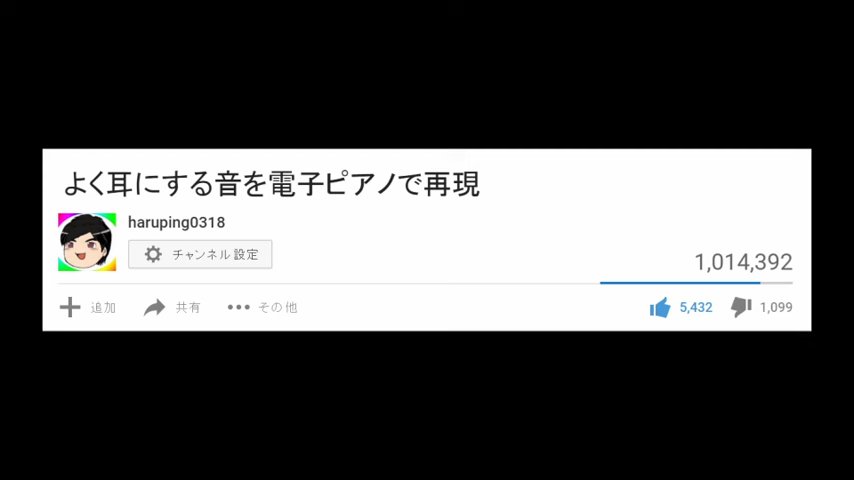 よく耳にする音を電子ピアノで再現
haruping0318
チャンネル設定
1,014,392
追加 共有 その他 5,432 1,099